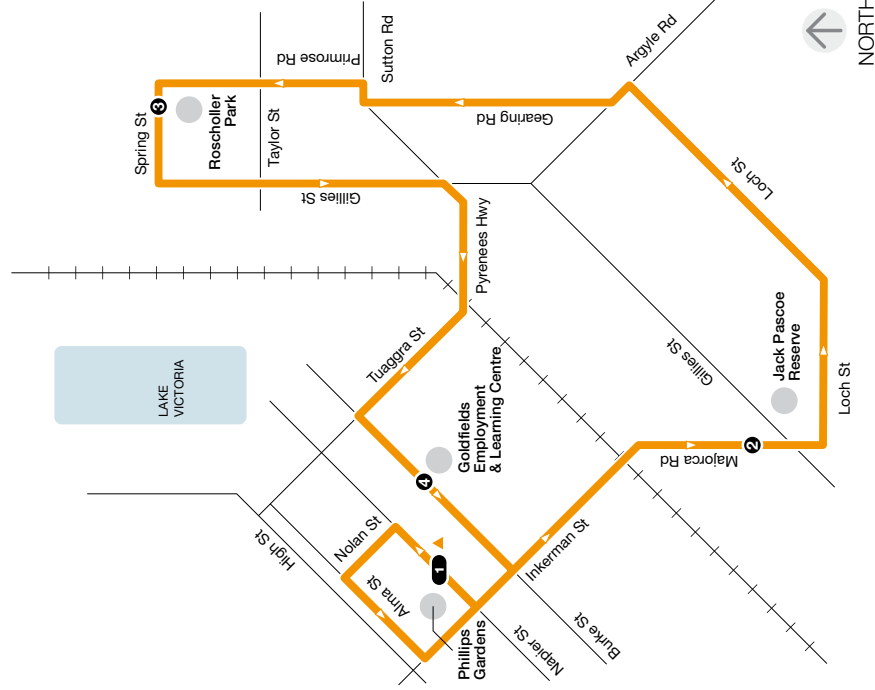 Argyle Rd
NORTH
Sutton Rd
Primrose Rd
Spring St
3
Roscholler
Park
Taylor St
Gearing Rd
Gillies St
Loch St
Pyrenees Hwy
LAKE
VICTORIA
Tuaggra St
Jack Pascoe
Reserve
Gillies St
Goldfields
Employment
& Learning Centre
Loch St
4
Majorca Rd
2
Nolan St
High St
1
Alma St
Inkerman St
Phillips
Gardens
Napier St
Burke St